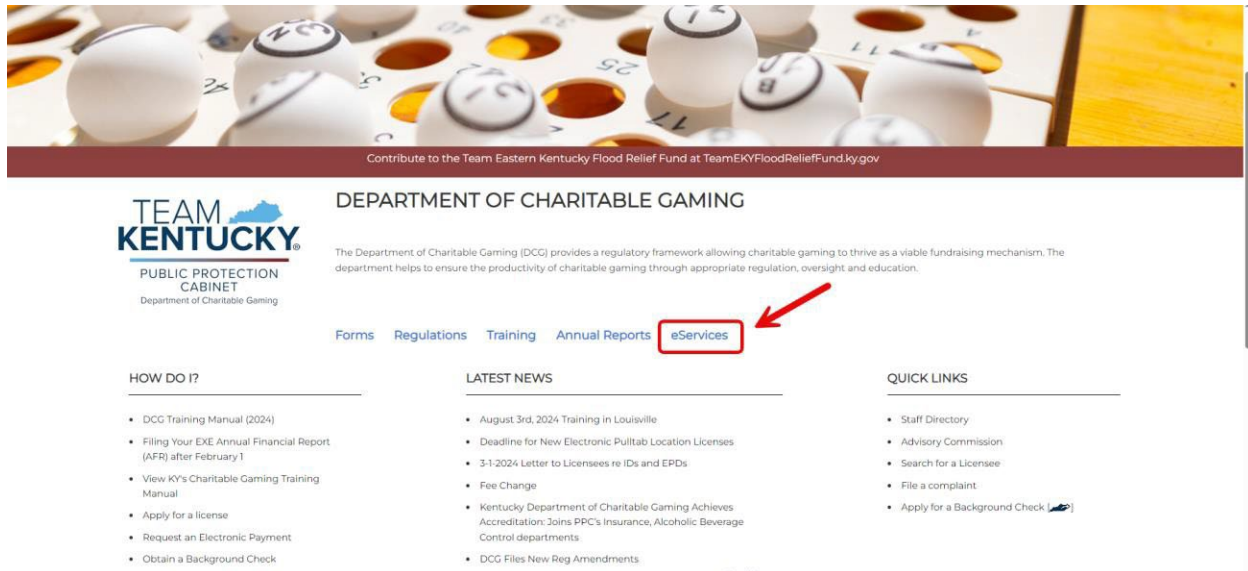 Contribute to the Team Eastern Kentucky Flood Relief Fund at TeamEKYFloodReliefFund.ky.gov
TEAM
KENTUCKY®
PUBLIC PROTECTION
CABINET
Department of Charitable Gaming
DEPARTMENT OF CHARITABLE GAMING
The Department of Charitable Gaming (DCG) provides a regulatory framework allowing charitable gaming to thrive as a viable fundraising mechanism. The
department helps to ensure the productivity of charitable gaming through appropriate regulation, oversight and education.
Forms Regulations Training Annual Reports eServices
HOW DO I?
• DCG Training Manual (2024)
• Filing Your EXE Annual Financial Report
(AFR) after February 1
• View KY's Charitable Gaming Training
Manual
• Apply for a license
• Request an Electronic Payment
• Obtain a Background Check
LATEST NEWS
• August 3rd, 2024 Training in Louisville
• Deadline for New Electronic Pulltab Location Licenses
• 3-1-2024 Letter to Licensees re IDs and EPDs
• Fee Change
• Kentucky Department of Charitable Gaming Achieves
Accreditation: Joins PPC's Insurance, Alcoholic Beverage
Control departments
• DCG Files New Reg Amendments
QUICK LINKS
• Staff Directory
• Advisory Commission
• Search for a Licensee
• File a complaint
• Apply for a Background Check [ ]